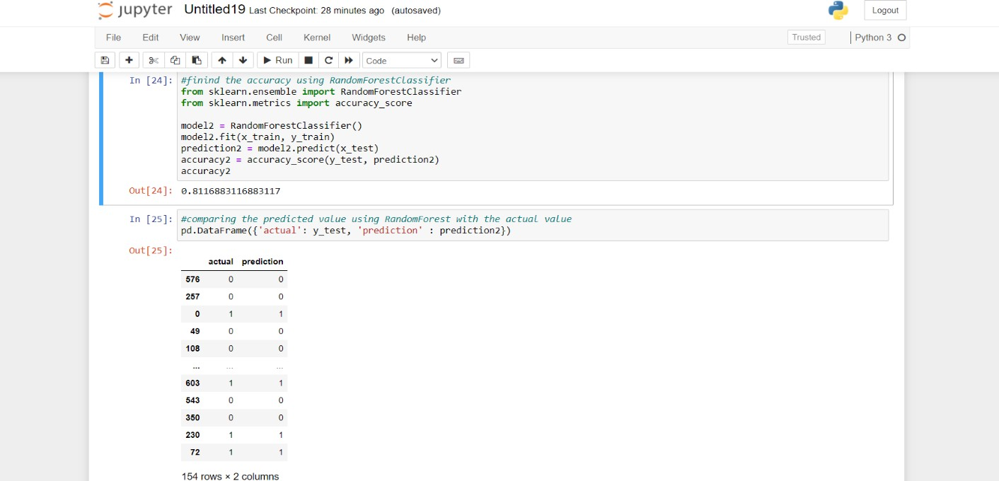 jupyter Untitled19 Last Checkpoint: 28 minutes ago (autosaved) Logout
File Edit View Insert Cell Kernel Widgets Help Trusted Python 3
Run Code
In [24]: #finind the accuracy using RandomForestClassifier
from sklearn.ensemble import RandomForestClassifier
from sklearn.metrics import accuracy_score
model2 = RandomForestClassifier()
model2.fit(x_train, y_train)
prediction2 = model2.predict(x_test)
accuracy2 = accuracy_score(y_test, prediction2)
accuracy2
Out[24]: 0.8116883116883117
In [25]: #comparing the predicted value using RandomForest with the actual value
pd.DataFrame({'actual': y_test, 'prediction' : prediction2})
Out[25]:
actual prediction
576 0 0
257 0 0
0 1 1
49 0 0
108 0 0
... ... ...
603 1 1
543 0 0
350 0 0
230 1 1
72 1 1
154 rows × 2 columns